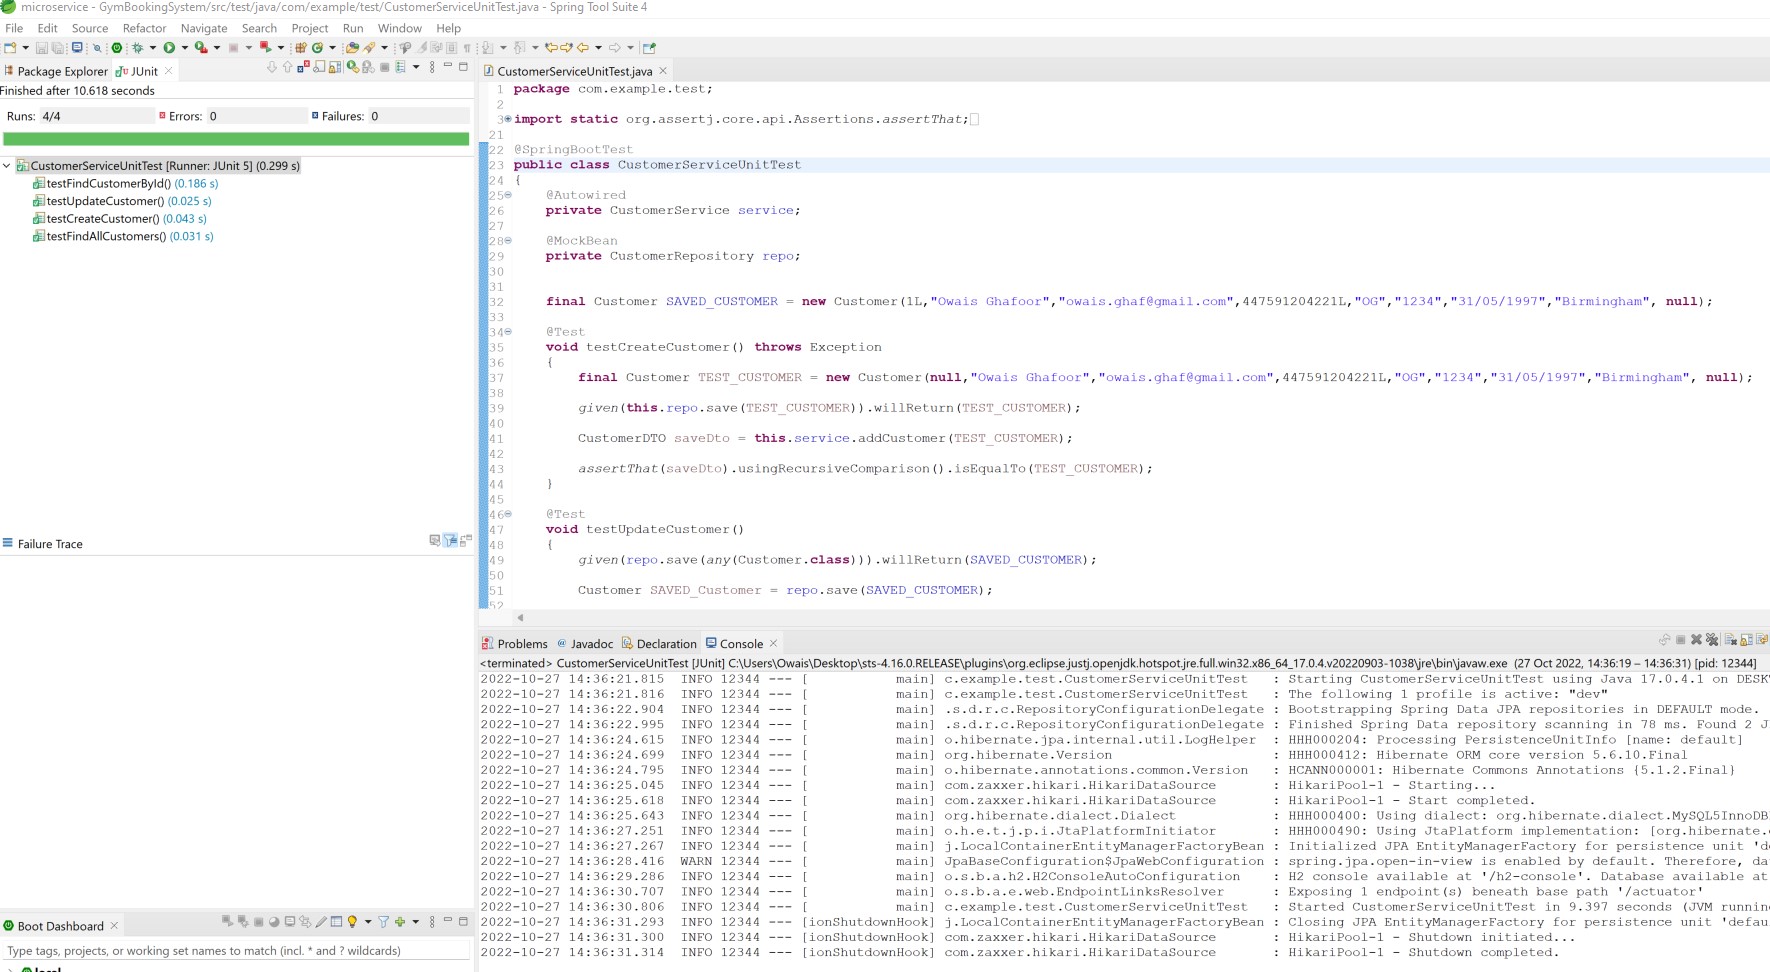 microservice - GymBookingSystem/src/test/java/com/example/test/CustomerServiceUnitTest.java - Spring Tool Suite 4
File Edit Source Refactor Navigate Search Project Run Window Help
Package Explorer JUnit
Finished after 10.618 seconds
Runs: 4/4 Errors: 0 Failures: 0
CustomerServiceUnitTest [Runner: JUnit 5] (0.299 s)
testFindCustomerById() (0.186 s)
testUpdateCustomer() (0.025 s)
testCreateCustomer() (0.043 s)
testFindAllCustomers() (0.031 s)
Failure Trace
Boot Dashboard
Type tags, projects, or working set names to match (incl. * and ? wildcards)
local
CustomerServiceUnitTest.java
1 package com.example.test;
2
3 import static org.assertj.core.api.Assertions.assertThat;
21
22 @SpringBootTest
23 public class CustomerServiceUnitTest
24 {
25 @Autowired
26 private CustomerService service;
27
28 @MockBean
29 private CustomerRepository repo;
30
31
32 final Customer SAVED_CUSTOMER = new Customer(1L,"Owais Ghafoor","owais.ghaf@gmail.com",447591204221L,"OG","1234","31/05/1997","Birmingham", null);
33
34 @Test
35 void testCreateCustomer() throws Exception
36 {
37 final Customer TEST_CUSTOMER = new Customer(null,"Owais Ghafoor","owais.ghaf@gmail.com",447591204221L,"OG","1234","31/05/1997","Birmingham", null);
38
39 given(this.repo.save(TEST_CUSTOMER)).willReturn(TEST_CUSTOMER);
40
41 CustomerDTO saveDto = this.service.addCustomer(TEST_CUSTOMER);
42
43 assertThat(saveDto).usingRecursiveComparison().isEqualTo(TEST_CUSTOMER);
44 }
45
46 @Test
47 void testUpdateCustomer()
48 {
49 given(repo.save(any(Customer.class))).willReturn(SAVED_CUSTOMER);
50
51 Customer SAVED_Customer = repo.save(SAVED_CUSTOMER);
52
Problems @ Javadoc Declaration Console
<terminated> CustomerServiceUnitTest [JUnit] C:\Users\Owais\Desktop\sts-4.16.0.RELEASE\plugins\org.eclipse.justj.openjdk.hotspot.jre.full.win32.x86_64_17.0.4.v20220903-1038\jre\bin\javaw.exe (27 Oct 2022, 14:36:19 – 14:36:31) [pid: 12344]
2022-10-27 14:36:21.815 INFO 12344 --- [ main] c.example.test.CustomerServiceUnitTest : Starting CustomerServiceUnitTest using Java 17.0.4.1 on DESK
2022-10-27 14:36:21.816 INFO 12344 --- [ main] c.example.test.CustomerServiceUnitTest : The following 1 profile is active: "dev"
2022-10-27 14:36:22.904 INFO 12344 --- [ main] .s.d.r.c.RepositoryConfigurationDelegate : Bootstrapping Spring Data JPA repositories in DEFAULT mode.
2022-10-27 14:36:22.995 INFO 12344 --- [ main] .s.d.r.c.RepositoryConfigurationDelegate : Finished Spring Data repository scanning in 78 ms. Found 2 J
2022-10-27 14:36:24.615 INFO 12344 --- [ main] o.hibernate.jpa.internal.util.LogHelper : HHH000204: Processing PersistenceUnitInfo [name: default]
2022-10-27 14:36:24.699 INFO 12344 --- [ main] org.hibernate.Version : HHH000412: Hibernate ORM core version 5.6.10.Final
2022-10-27 14:36:24.795 INFO 12344 --- [ main] o.hibernate.annotations.common.Version : HCANN000001: Hibernate Commons Annotations {5.1.2.Final}
2022-10-27 14:36:25.045 INFO 12344 --- [ main] com.zaxxer.hikari.HikariDataSource : HikariPool-1 - Starting...
2022-10-27 14:36:25.618 INFO 12344 --- [ main] com.zaxxer.hikari.HikariDataSource : HikariPool-1 - Start completed.
2022-10-27 14:36:25.643 INFO 12344 --- [ main] org.hibernate.dialect.Dialect : HHH000400: Using dialect: org.hibernate.dialect.MySQL5InnoDB
2022-10-27 14:36:27.251 INFO 12344 --- [ main] o.h.e.t.j.p.i.JtaPlatformInitiator : HHH000490: Using JtaPlatform implementation: [org.hibernate.
2022-10-27 14:36:27.267 INFO 12344 --- [ main] j.LocalContainerEntityManagerFactoryBean : Initialized JPA EntityManagerFactory for persistence unit 'de
2022-10-27 14:36:28.416 WARN 12344 --- [ main] JpaBaseConfiguration$JpaWebConfiguration : spring.jpa.open-in-view is enabled by default. Therefore, da
2022-10-27 14:36:29.286 INFO 12344 --- [ main] o.s.b.a.h2.H2ConsoleAutoConfiguration : H2 console available at '/h2-console'. Database available at
2022-10-27 14:36:30.707 INFO 12344 --- [ main] o.s.b.a.e.web.EndpointLinksResolver : Exposing 1 endpoint(s) beneath base path '/actuator'
2022-10-27 14:36:30.806 INFO 12344 --- [ main] c.example.test.CustomerServiceUnitTest : Started CustomerServiceUnitTest in 9.397 seconds (JVM runnin
2022-10-27 14:36:31.293 INFO 12344 --- [ionShutdownHook] j.LocalContainerEntityManagerFactoryBean : Closing JPA EntityManagerFactory for persistence unit 'defau
2022-10-27 14:36:31.300 INFO 12344 --- [ionShutdownHook] com.zaxxer.hikari.HikariDataSource : HikariPool-1 - Shutdown initiated...
2022-10-27 14:36:31.314 INFO 12344 --- [ionShutdownHook] com.zaxxer.hikari.HikariDataSource : HikariPool-1 - Shutdown completed.